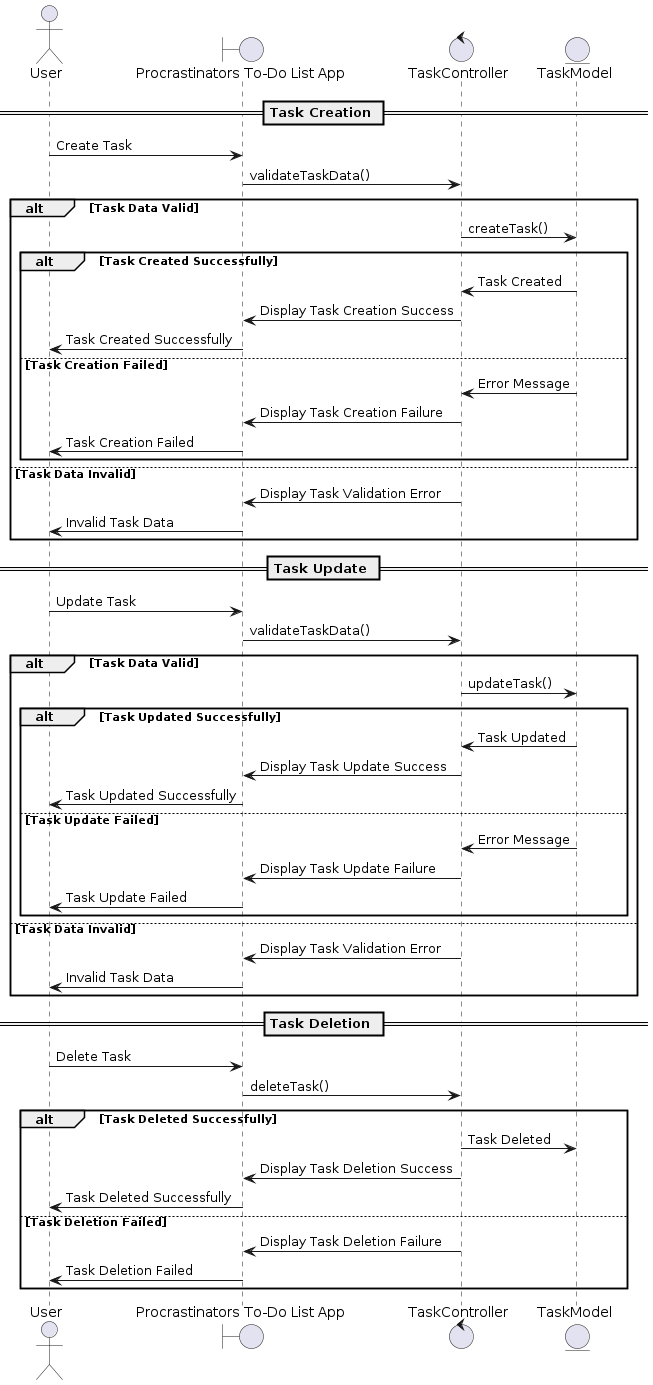 User
Procrastinators To-Do List App
TaskController
TaskModel
Task Creation
Create Task
validateTaskData()
alt [Task Data Valid]
createTask()
alt [Task Created Successfully]
Task Created
Display Task Creation Success
Task Created Successfully
[Task Creation Failed]
Error Message
Display Task Creation Failure
Task Creation Failed
[Task Data Invalid]
Display Task Validation Error
Invalid Task Data
Task Update
Update Task
validateTaskData()
alt [Task Data Valid]
updateTask()
alt [Task Updated Successfully]
Task Updated
Display Task Update Success
Task Updated Successfully
[Task Update Failed]
Error Message
Display Task Update Failure
Task Update Failed
[Task Data Invalid]
Display Task Validation Error
Invalid Task Data
Task Deletion
Delete Task
deleteTask()
alt [Task Deleted Successfully]
Task Deleted
Display Task Deletion Success
Task Deleted Successfully
[Task Deletion Failed]
Display Task Deletion Failure
Task Deletion Failed
User
Procrastinators To-Do List App
TaskController
TaskModel